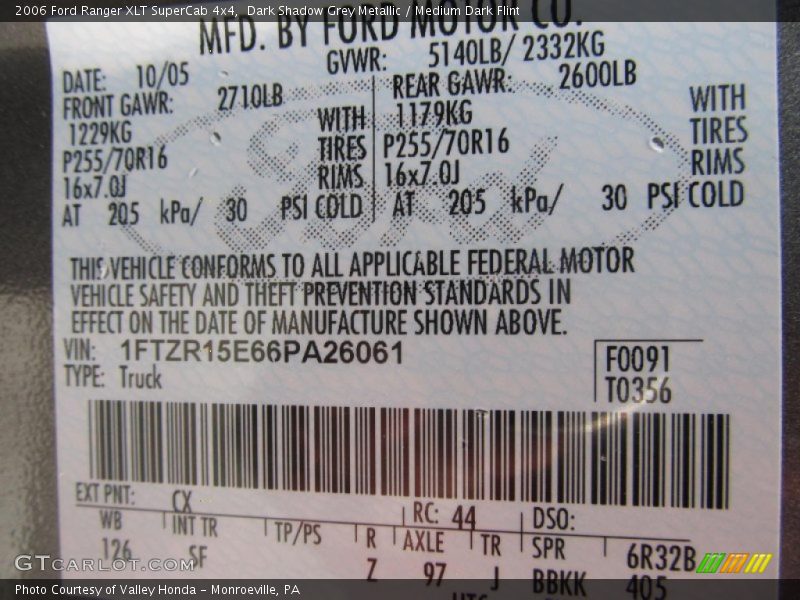 2006 Ford Ranger XLT SuperCab 4x4, Dark Shadow Grey Metallic / Medium Dark Flint
MFD. BY FORD MOTOR CO.
DATE: 10/05 GVWR: 5140LB/ 2332KG
FRONT GAWR: 2710LB REAR GAWR: 2600LB
1229KG WITH 1179KG WITH
P255/70R16 TIRES P255/70R16 TIRES
16x7.0J RIMS 16x7.0J RIMS
AT 205 kPa/ 30 PSI COLD AT 205 kPa/ 30 PSI COLD
Ford
THIS VEHICLE CONFORMS TO ALL APPLICABLE FEDERAL MOTOR
VEHICLE SAFETY AND THEFT PREVENTION STANDARDS IN
EFFECT ON THE DATE OF MANUFACTURE SHOWN ABOVE.
VIN: 1FTZR15E66PA26061 F0091
TYPE: Truck T0356
EXT PNT: CX RC: 44 DSO:
WB INT TR TP/PS R AXLE TR SPR 6R32B
126 SF Z 97 J BBKK 405
GTcarlot.com
Photo Courtesy of Valley Honda – Monroeville, PA